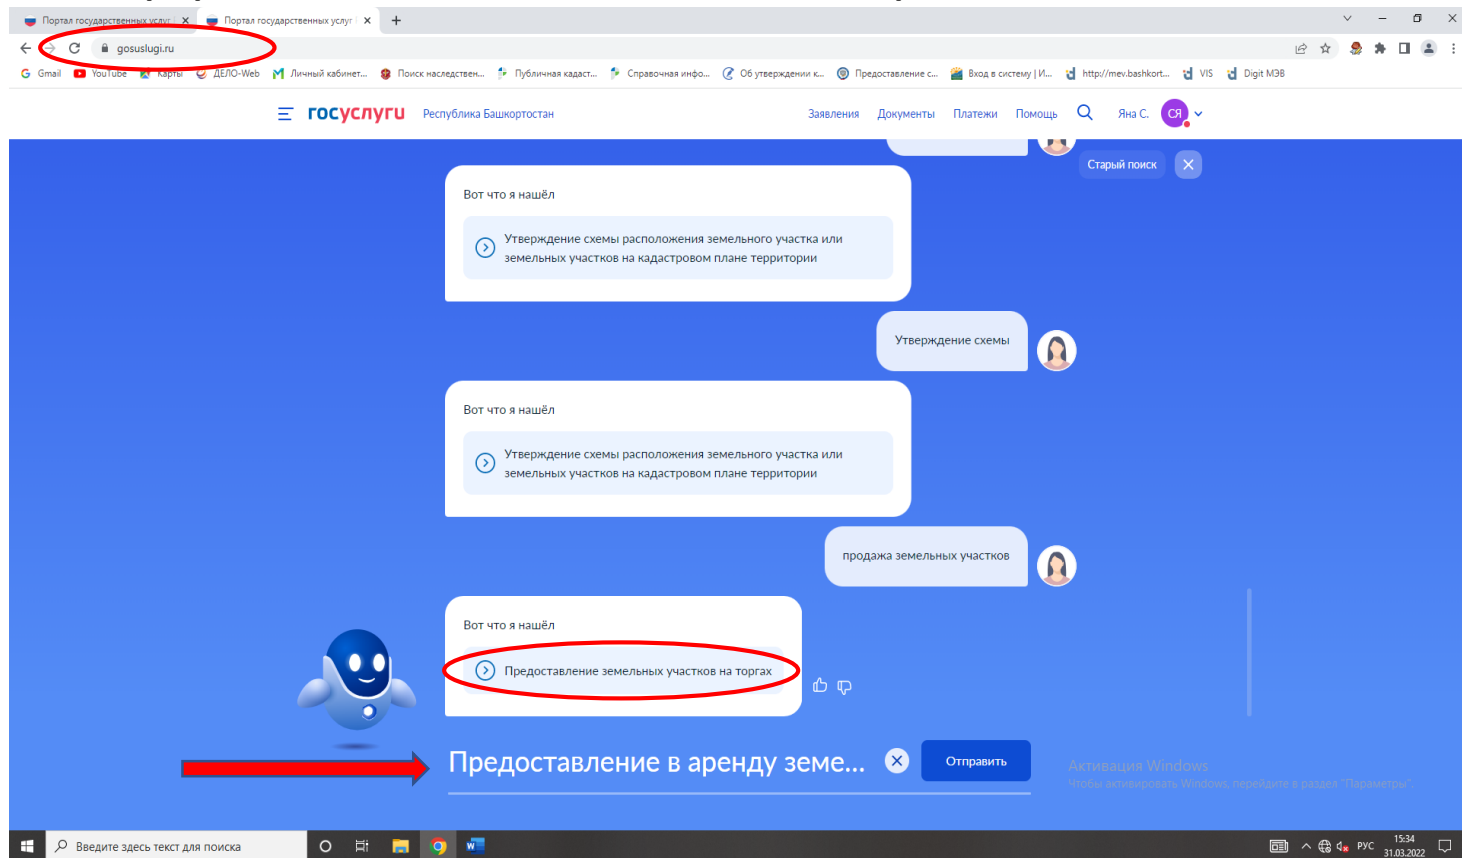 Портал государственных услуг
Портал государственных услуг
gosuslugi.ru
Gmail
YouTube
Карты
ДЕЛО-Web
Личный кабинет...
Поиск наследствен...
Публичная кадаст...
Справочная инфо...
Об утверждении к...
Предоставление с...
Вход в систему | И...
http://mev.bashkort...
VIS
Digit МЭВ
госуслуги
Республика Башкортостан
Заявления
Документы
Платежи
Помощь
Яна С.
СЯ
Старый поиск
Вот что я нашёл
Утверждение схемы расположения земельного участка или
земельных участков на кадастровом плане территории
Утверждение схемы
Вот что я нашёл
Утверждение схемы расположения земельного участка или
земельных участков на кадастровом плане территории
продажа земельных участков
Вот что я нашёл
Предоставление земельных участков на торгах
Предоставление в аренду земе...
Отправить
Активация Windows
Чтобы активировать Windows, перейдите в раздел "Параметры".
Введите здесь текст для поиска
РУС
15:34
31.03.2022